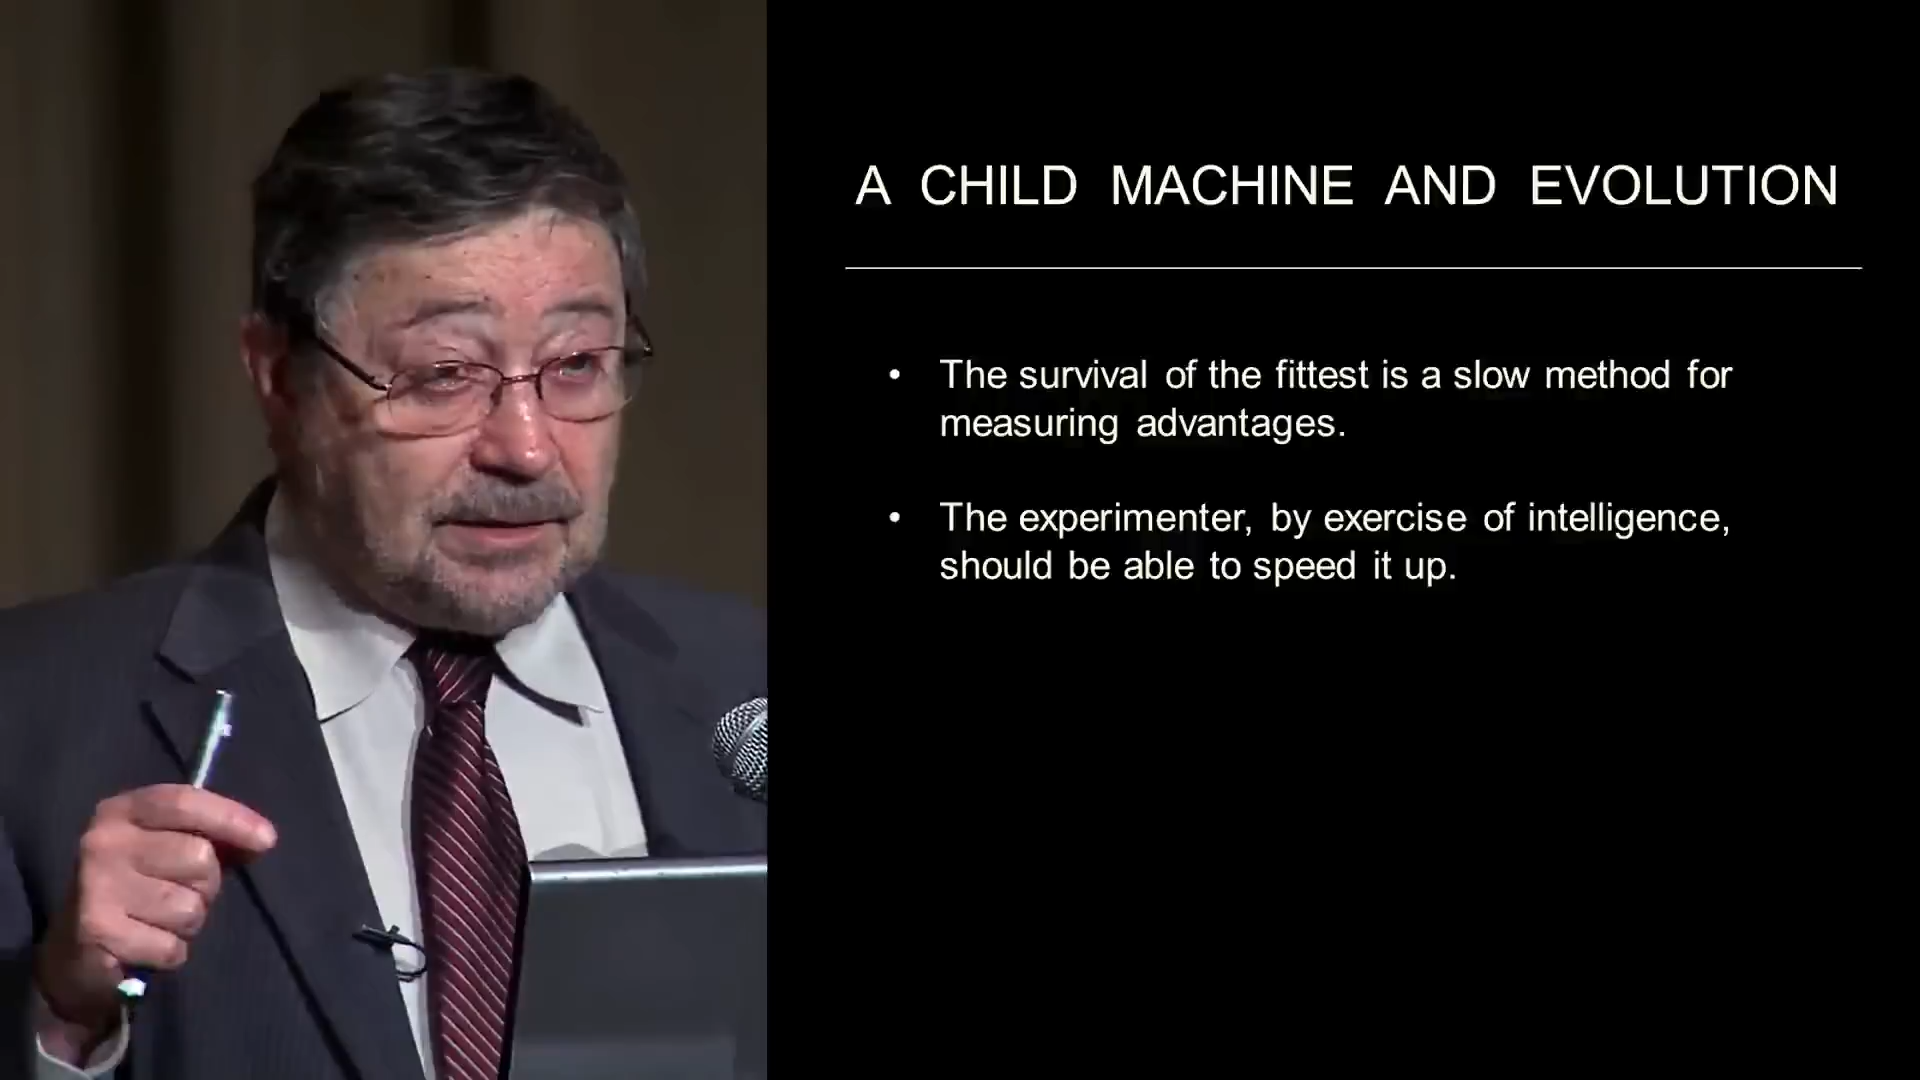 A CHILD MACHINE AND EVOLUTION
• The survival of the fittest is a slow method for
measuring advantages.
• The experimenter, by exercise of intelligence,
should be able to speed it up.